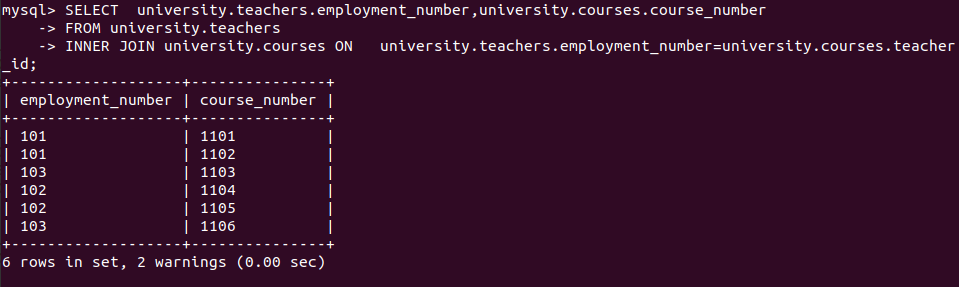 mysql> SELECT  university.teachers.employment_number,university.courses.course_number
    -> FROM university.teachers
    -> INNER JOIN university.courses ON   university.teachers.employment_number=university.courses.teacher
_id;
+-------------------+---------------+
| employment_number | course_number |
+-------------------+---------------+
| 101               | 1101          |
| 101               | 1102          |
| 103               | 1103          |
| 102               | 1104          |
| 102               | 1105          |
| 103               | 1106          |
+-------------------+---------------+
6 rows in set, 2 warnings (0.00 sec)